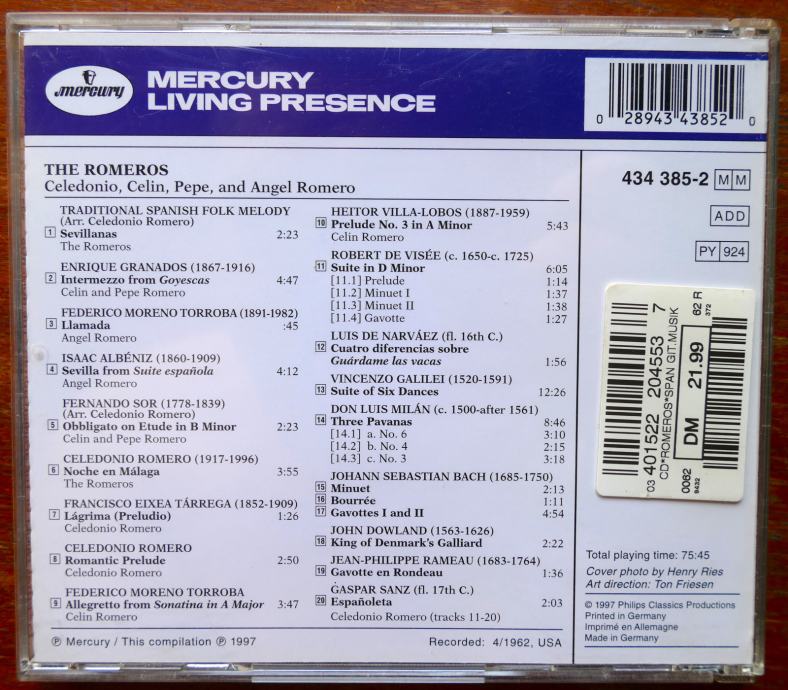 mercury
MERCURY
LIVING PRESENCE
0 28943 43852 0
THE ROMEROS
Celedonio, Celin, Pepe, and Angel Romero
TRADITIONAL SPANISH FOLK MELODY
(Arr. Celedonio Romero)
1 Sevillanas 2:23
The Romeros
ENRIQUE GRANADOS (1867-1916)
2 Intermezzo from Goyescas 4:47
Celin and Pepe Romero
FEDERICO MORENO TORROBA (1891-1982)
3 Llamada :45
Angel Romero
ISAAC ALBÉNIZ (1860-1909)
4 Sevilla from Suite española 4:12
Angel Romero
FERNANDO SOR (1778-1839)
(Arr. Celedonio Romero)
5 Obbligato on Etude in B Minor 2:23
Celin and Pepe Romero
CELEDONIO ROMERO (1917-1996)
6 Noche en Málaga 3:55
The Romeros
FRANCISCO EIXEA TÁRREGA (1852-1909)
7 Lágrima (Preludio) 1:26
Celedonio Romero
CELEDONIO ROMERO
8 Romantic Prelude 2:50
Celedonio Romero
FEDERICO MORENO TORROBA
9 Allegretto from Sonatina in A Major 3:47
Celin Romero
HEITOR VILLA-LOBOS (1887-1959)
10 Prelude No. 3 in A Minor 5:43
Celin Romero
ROBERT DE VISÉE (c. 1650-c. 1725)
11 Suite in D Minor 6:05
[11.1] Prelude 1:14
[11.2] Minuet I 1:37
[11.3] Minuet II 1:38
[11.4] Gavotte 1:27
LUIS DE NARVÁEZ (fl. 16th C.)
12 Cuatro diferencias sobre
Guárdame las vacas 1:56
VINCENZO GALILEI (1520-1591)
13 Suite of Six Dances 12:26
DON LUIS MILÁN (c. 1500-after 1561)
14 Three Pavanas 8:46
[14.1] a. No. 6 3:10
[14.2] b. No. 4 2:15
[14.3] c. No. 3 3:18
JOHANN SEBASTIAN BACH (1685-1750)
15 Minuet 2:13
16 Bourrée 1:11
17 Gavottes I and II 4:54
JOHN DOWLAND (1563-1626)
18 King of Denmark's Galliard 2:22
JEAN-PHILIPPE RAMEAU (1683-1764)
19 Gavotte en Rondeau 1:36
GASPAR SANZ (fl. 17th C.)
20 Españoleta 2:03
Celedonio Romero (tracks 11-20)
℗ Mercury / This compilation ℗ 1997
Recorded: 4/1962, USA
434 385-2 MM
ADD
PY 924
03 401522 204553 7
CD*ROMEROS*SPAN GIT.MUSIK
0062 DM 21.99 62 R
9432 372
Total playing time: 75:45
Cover photo by Henry Ries
Art direction: Ton Friesen
© 1997 Philips Classics Productions
Printed in Germany
Imprimé en Allemagne
Made in Germany